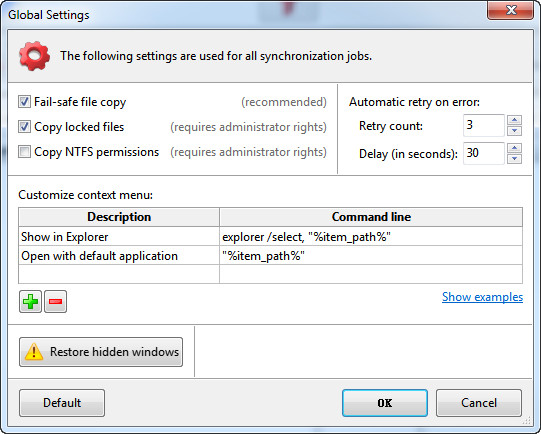 Global Settings
The following settings are used for all synchronization jobs.
Fail-safe file copy (recommended)
Copy locked files (requires administrator rights)
Copy NTFS permissions (requires administrator rights)
Automatic retry on error:
Retry count: 3
Delay (in seconds): 30
Customize context menu:
Description Command line
Show in Explorer explorer /select, "%item_path%"
Open with default application "%item_path%"
Show examples
Restore hidden windows
Default OK Cancel